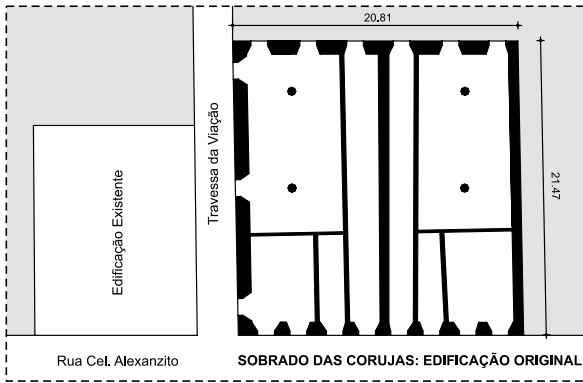 20.81
Travessa da Viação
21.47
Edificação Existente
Rua Cel. Alexanzito
SOBRADO DAS CORUJAS: EDIFICAÇÃO ORIGINAL